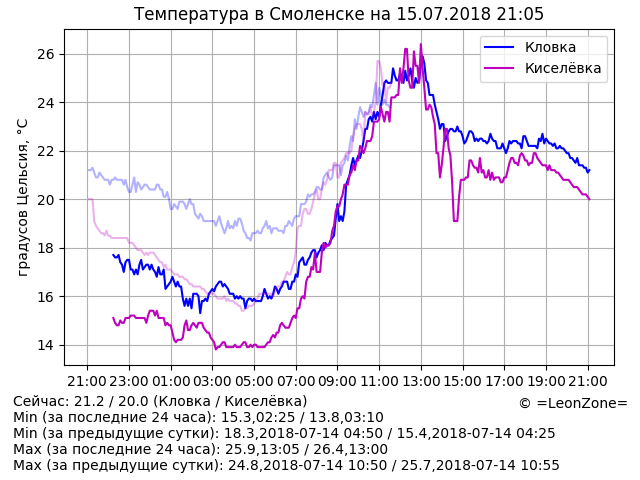 Температура в Смоленске на 15.07.2018 21:05
градусов Цельсия, °C
26
24
22
20
18
16
14
Кловка
Киселёвка
21:00 23:00 01:00 03:00 05:00 07:00 09:00 11:00 13:00 15:00 17:00 19:00 21:00
Сейчас: 21.2 / 20.0 (Кловка / Киселёвка)
© =LeonZone=
Min (за последние 24 часа): 15.3,02:25 / 13.8,03:10
Min (за предыдущие сутки): 18.3,2018-07-14 04:50 / 15.4,2018-07-14 04:25
Max (за последние 24 часа): 25.9,13:05 / 26.4,13:00
Max (за предыдущие сутки): 24.8,2018-07-14 10:50 / 25.7,2018-07-14 10:55